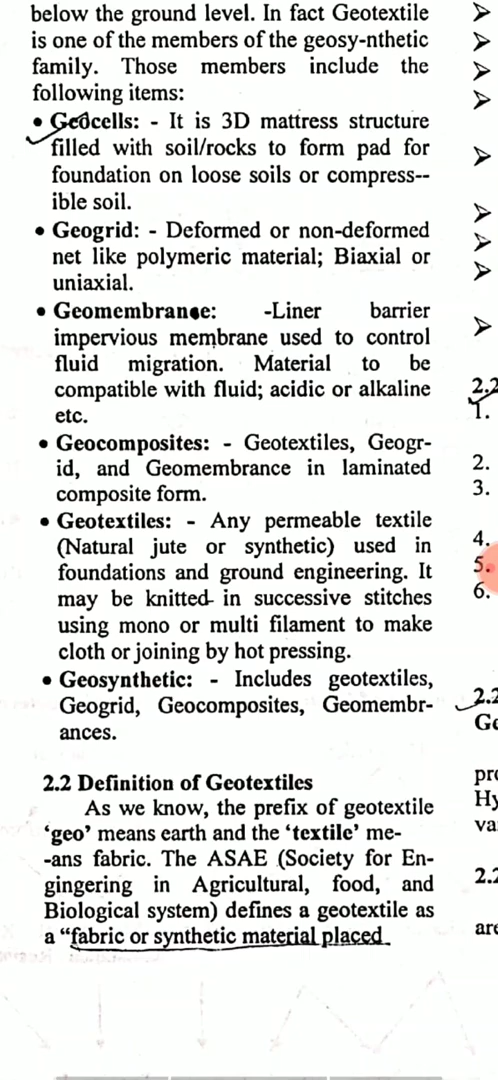 below the ground level. In fact Geotextile
is one of the members of the geosy-nthetic
family. Those members include the
following items:
• Geocells: - It is 3D mattress structure
filled with soil/rocks to form pad for
foundation on loose soils or compress--
ible soil.
• Geogrid: - Deformed or non-deformed
net like polymeric material; Biaxial or
uniaxial.
• Geomembrance: -Liner barrier
impervious membrane used to control
fluid migration. Material to be
compatible with fluid; acidic or alkaline
etc.
• Geocomposites: - Geotextiles, Geogr-
id, and Geomembrance in laminated
composite form.
• Geotextiles: - Any permeable textile
(Natural jute or synthetic) used in
foundations and ground engineering. It
may be knitted in successive stitches
using mono or multi filament to make
cloth or joining by hot pressing.
• Geosynthetic: - Includes geotextiles,
Geogrid, Geocomposites, Geomembr-
ances.
2.2 Definition of Geotextiles
As we know, the prefix of geotextile
‘geo’ means earth and the ‘textile’ me-
-ans fabric. The ASAE (Society for En-
gingering in Agricultural, food, and
Biological system) defines a geotextile as
a “fabric or synthetic material placed
1.
2.
3.
4.
5.
6.